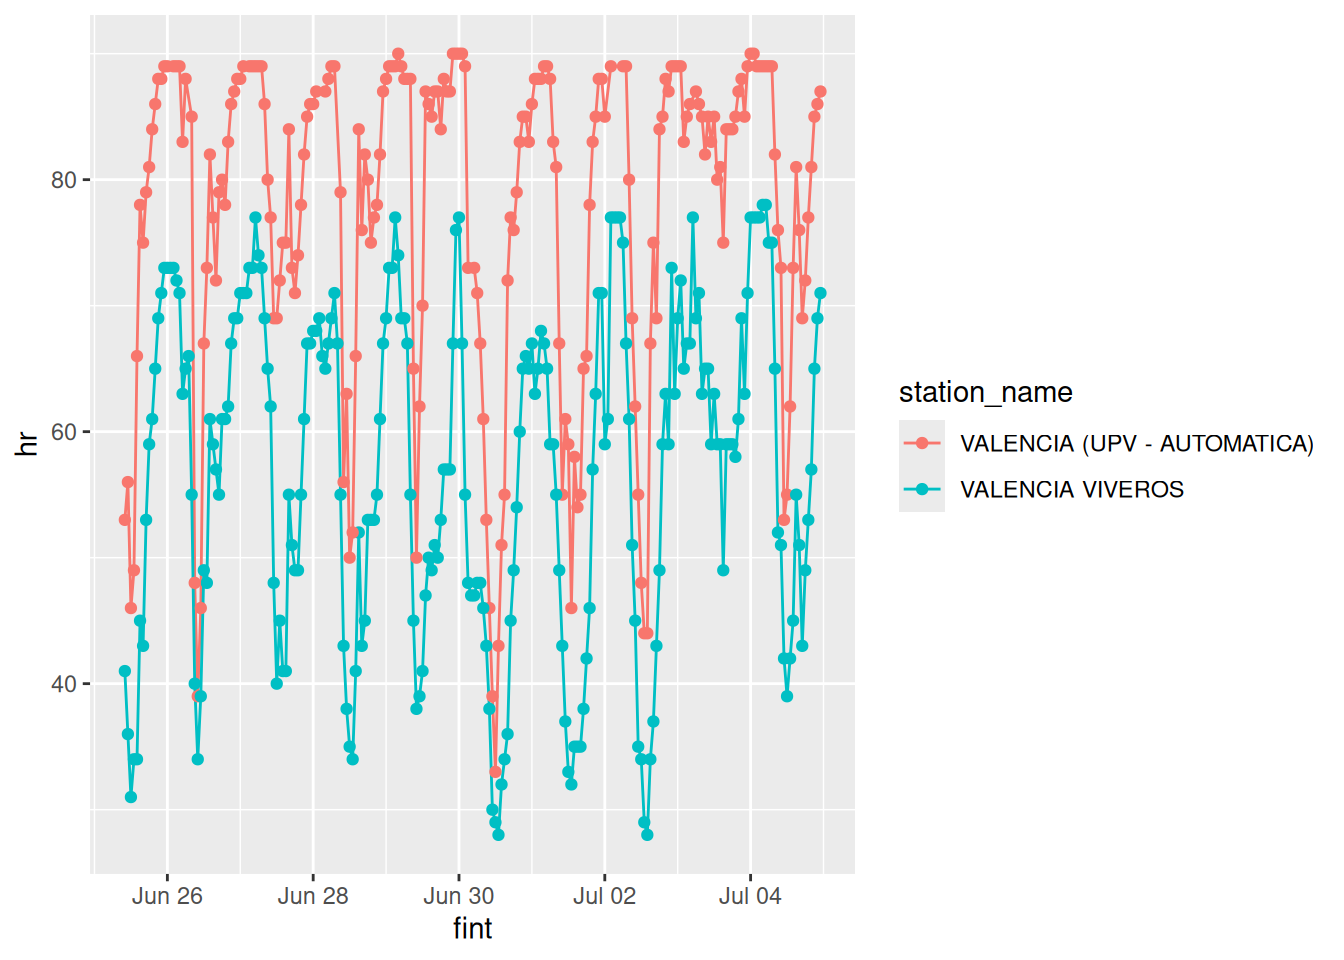 80
60
40
hr
Jun 26
Jun 28
Jun 30
Jul 02
Jul 04
fint
station_name
VALENCIA (UPV - AUTOMATICA)
VALENCIA VIVEROS